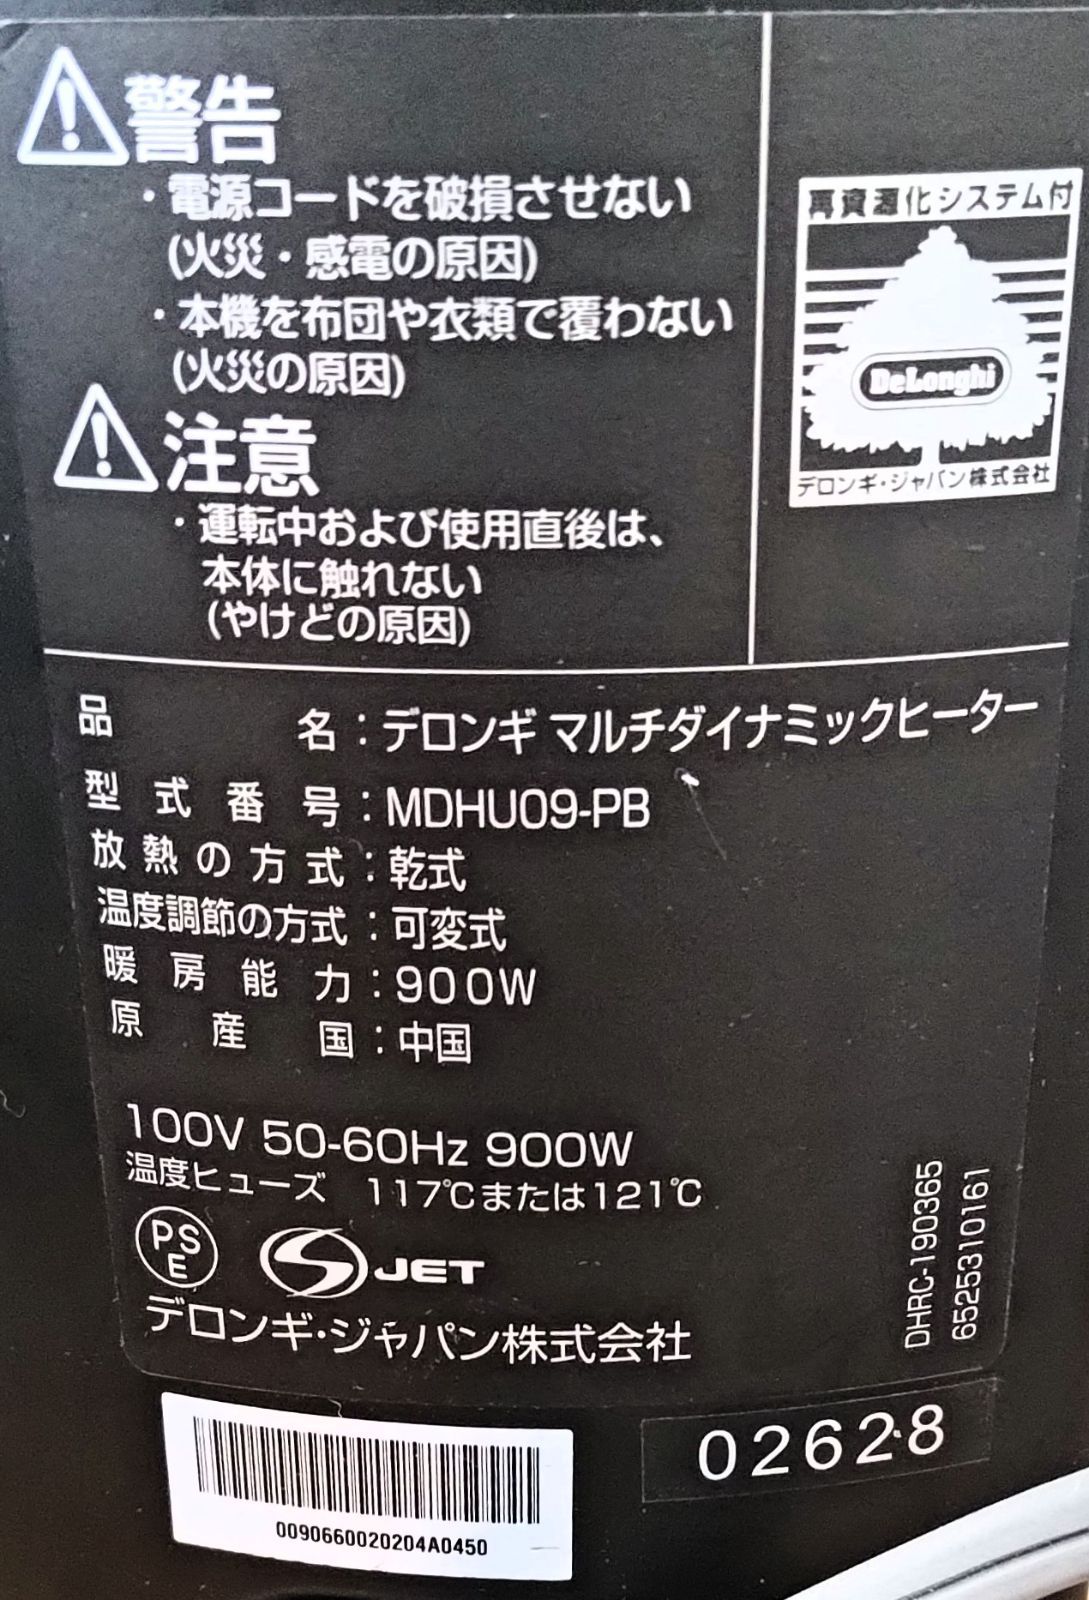 警告
・電源コードを破損させない
(火災・感電の原因)
・本機を布団や衣類で覆わない
(火災の原因)
注意
・運転中および使用直後は、
本体に触れない
(やけどの原因)
再資源化システム付
DeLonghi
デロンギ・ジャパン株式会社
品名：デロンギ マルチダイナミックヒーター
型式番号：MDHU09-PB
放熱の方式：乾式
温度調節の方式：可変式
暖房能力：900W
原産国：中国
100V 50-60Hz 900W
温度ヒューズ 117℃または121℃
PSE
S JET
デロンギ・ジャパン株式会社
DHRC-190365
6525310161
0090660020204A0450
02628